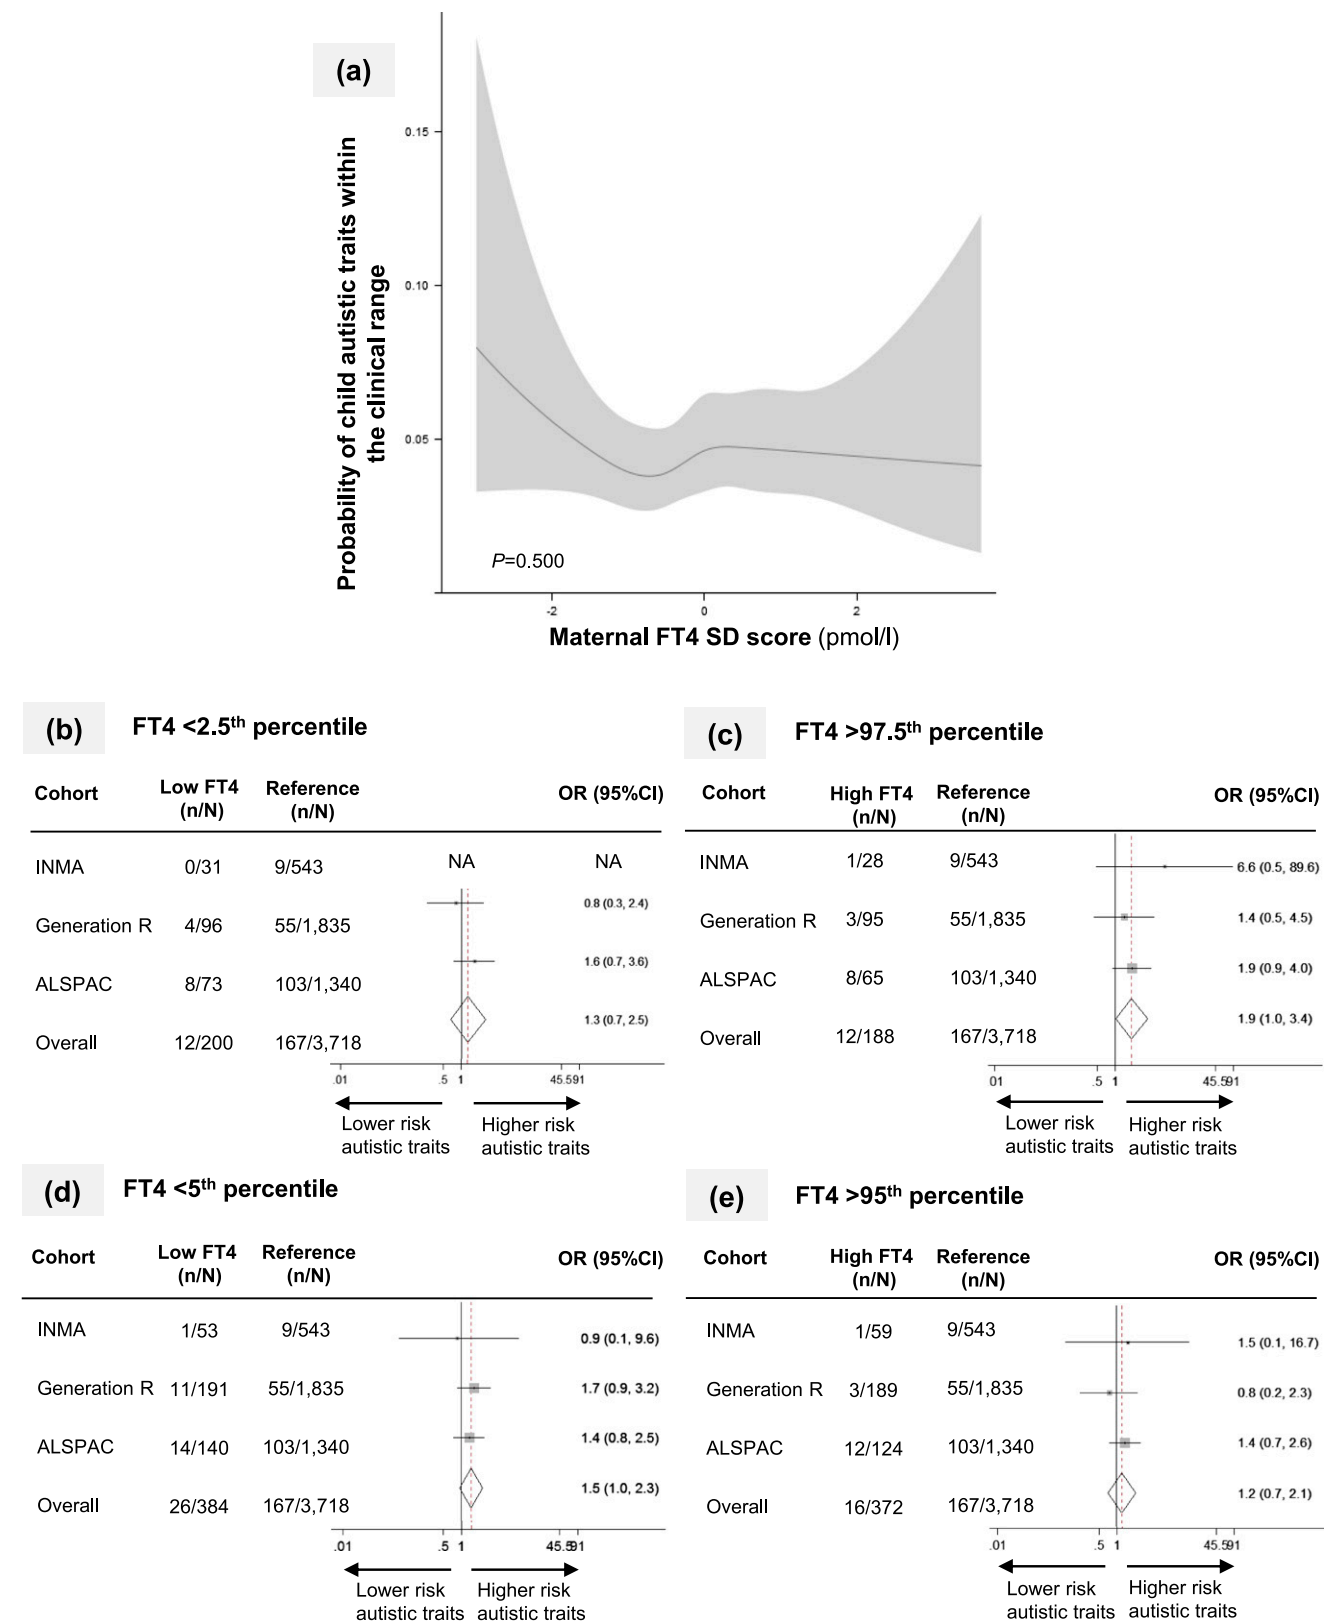 (a)
Probability of child autistic traits within
the clinical range
0.15
0.10
0.05
P=0.500
-2 0 2
Maternal FT4 SD score (pmol/l)
(b) FT4 <2.5th percentile
Cohort Low FT4 (n/N) Reference (n/N) OR (95%CI)
INMA 0/31 9/543 NA NA
Generation R 4/96 55/1,835 0.8 (0.3, 2.4)
ALSPAC 8/73 103/1,340 1.6 (0.7, 3.6)
Overall 12/200 167/3,718 1.3 (0.7, 2.5)
.01 .5 1 45.591
Lower risk autistic traits Higher risk autistic traits
(c) FT4 >97.5th percentile
Cohort High FT4 (n/N) Reference (n/N) OR (95%CI)
INMA 1/28 9/543 6.6 (0.5, 89.6)
Generation R 3/95 55/1,835 1.4 (0.5, 4.5)
ALSPAC 8/65 103/1,340 1.9 (0.9, 4.0)
Overall 12/188 167/3,718 1.9 (1.0, 3.4)
01 .5 1 45.591
Lower risk autistic traits Higher risk autistic traits
(d) FT4 <5th percentile
Cohort Low FT4 (n/N) Reference (n/N) OR (95%CI)
INMA 1/53 9/543 0.9 (0.1, 9.6)
Generation R 11/191 55/1,835 1.7 (0.9, 3.2)
ALSPAC 14/140 103/1,340 1.4 (0.8, 2.5)
Overall 26/384 167/3,718 1.5 (1.0, 2.3)
.01 .5 1 45.591
Lower risk autistic traits Higher risk autistic traits
(e) FT4 >95th percentile
Cohort High FT4 (n/N) Reference (n/N) OR (95%CI)
INMA 1/59 9/543 1.5 (0.1, 16.7)
Generation R 3/189 55/1,835 0.8 (0.2, 2.3)
ALSPAC 12/124 103/1,340 1.4 (0.7, 2.6)
Overall 16/372 167/3,718 1.2 (0.7, 2.1)
.01 .5 1 45.591
Lower risk autistic traits Higher risk autistic traits